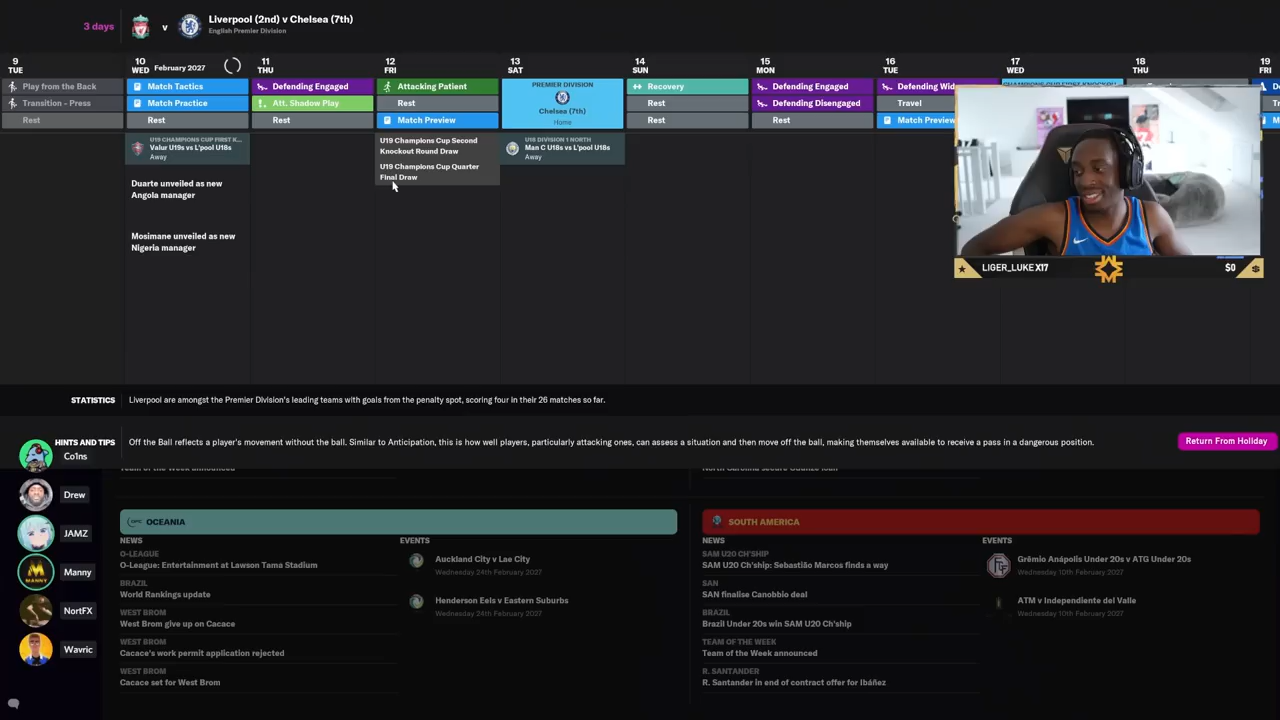 3 days
v
Liverpool (2nd) v Chelsea (7th)
English Premier Division
9
TUE
10
WED
February 2027
11
THU
12
FRI
13
SAT
14
SUN
15
MON
16
TUE
17
WED
18
THU
19
FRI
Play from the Back
Transition - Press
Rest
Match Tactics
Match Practice
Rest
Defending Engaged
Att. Shadow Play
Rest
Attacking Patient
Rest
Match Preview
PREMIER DIVISION
Chelsea (7th)
Home
Recovery
Rest
Rest
Defending Engaged
Defending Disengaged
Rest
Defending Wid
Travel
Match Preview
U19 CHAMPIONS CUP FIRST K...
Valur U19s vs L'pool U18s
Away
Duarte unveiled as new
Angola manager
Mosimane unveiled as new
Nigeria manager
U19 Champions Cup Second
Knockout Round Draw
U19 Champions Cup Quarter
Final Draw
U18 DIVISION 1 NORTH
Man C U18s vs L'pool U18s
Away
LIGER_LUKEX17
$0
STATISTICS
Liverpool are amongst the Premier Division's leading teams with goals from the penalty spot, scoring four in their 26 matches so far.
HINTS AND TIPS
Off the Ball reflects a player's movement without the ball. Similar to Anticipation, this is how well players, particularly attacking ones, can assess a situation and then move off the ball, making themselves available to receive a pass in a dangerous position.
Return From Holiday
Co1ns
Drew
JAMZ
Manny
NortFX
Wavric
MANNY
Team of the Week announced
OFC
OCEANIA
NEWS
O-LEAGUE
O-League: Entertainment at Lawson Tama Stadium
BRAZIL
World Rankings update
WEST BROM
West Brom give up on Cacace
WEST BROM
Cacace's work permit application rejected
WEST BROM
Cacace set for West Brom
EVENTS
Auckland City v Lae City
Wednesday 24th February 2027
Henderson Eels v Eastern Suburbs
Wednesday 24th February 2027
SOUTH AMERICA
NEWS
SAM U20 CH'SHIP
SAM U20 Ch'ship: Sebastião Marcos finds a way
SAN
SAN finalise Canobbio deal
BRAZIL
Brazil Under 20s win SAM U20 Ch'ship
TEAM OF THE WEEK
Team of the Week announced
R. SANTANDER
R. Santander in end of contract offer for Ibáñez
EVENTS
Grêmio Anápolis Under 20s v ATG Under 20s
Wednesday 10th February 2027
ATM v Independiente del Valle
Wednesday 10th February 2027